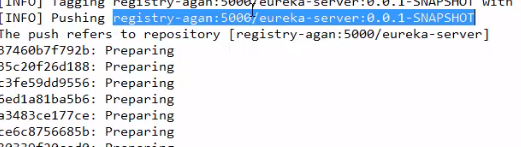 [INFO] Tagging registry-agan:5000/eureka-server:0.0.1-SNAPSHOT with
[INFO] Pushing registry-agan:5000/eureka-server:0.0.1-SNAPSHOT
The push refers to repository [registry-agan:5000/eureka-server]
37460b7f792b: Preparing
35c20f26d188: Preparing
c3fe59dd9556: Preparing
6ed1a81ba5b6: Preparing
a3483ce177ce: Preparing
ce6c8756685b: Preparing